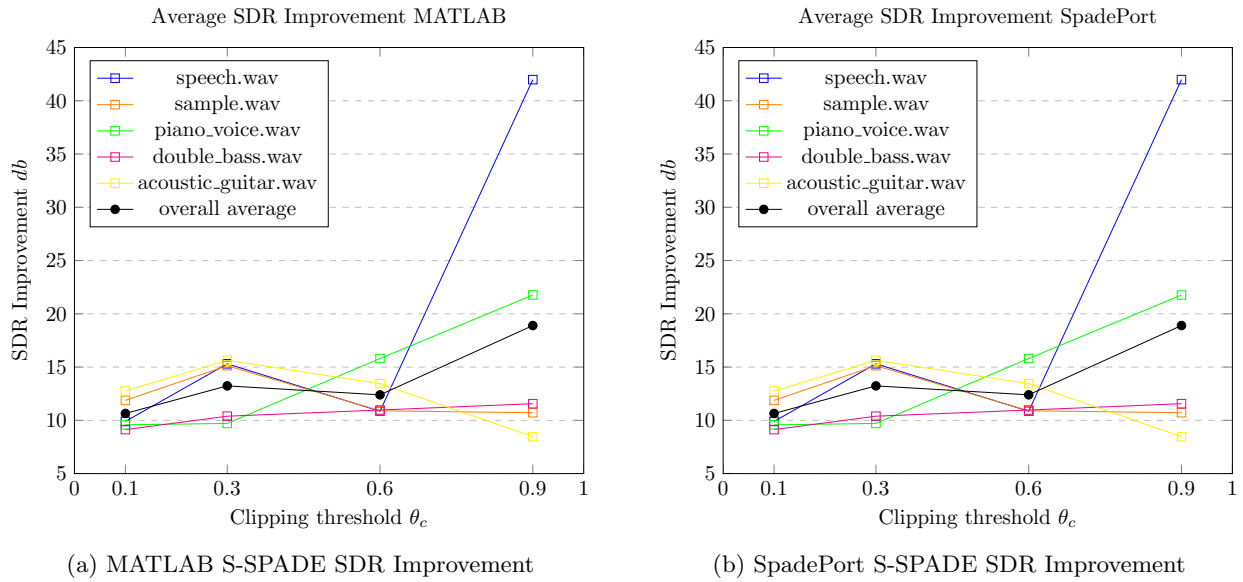 Average SDR Improvement MATLAB
45
40
35
30
25
20
15
10
5
SDR Improvement db
speech.wav
sample.wav
piano_voice.wav
double_bass.wav
acoustic_guitar.wav
overall average
0 0.1 0.3 0.6 0.9 1
Clipping threshold θc
(a) MATLAB S-SPADE SDR Improvement
Average SDR Improvement SpadePort
45
40
35
30
25
20
15
10
5
SDR Improvement db
speech.wav
sample.wav
piano_voice.wav
double_bass.wav
acoustic_guitar.wav
overall average
0 0.1 0.3 0.6 0.9 1
Clipping threshold θc
(b) SpadePort S-SPADE SDR Improvement